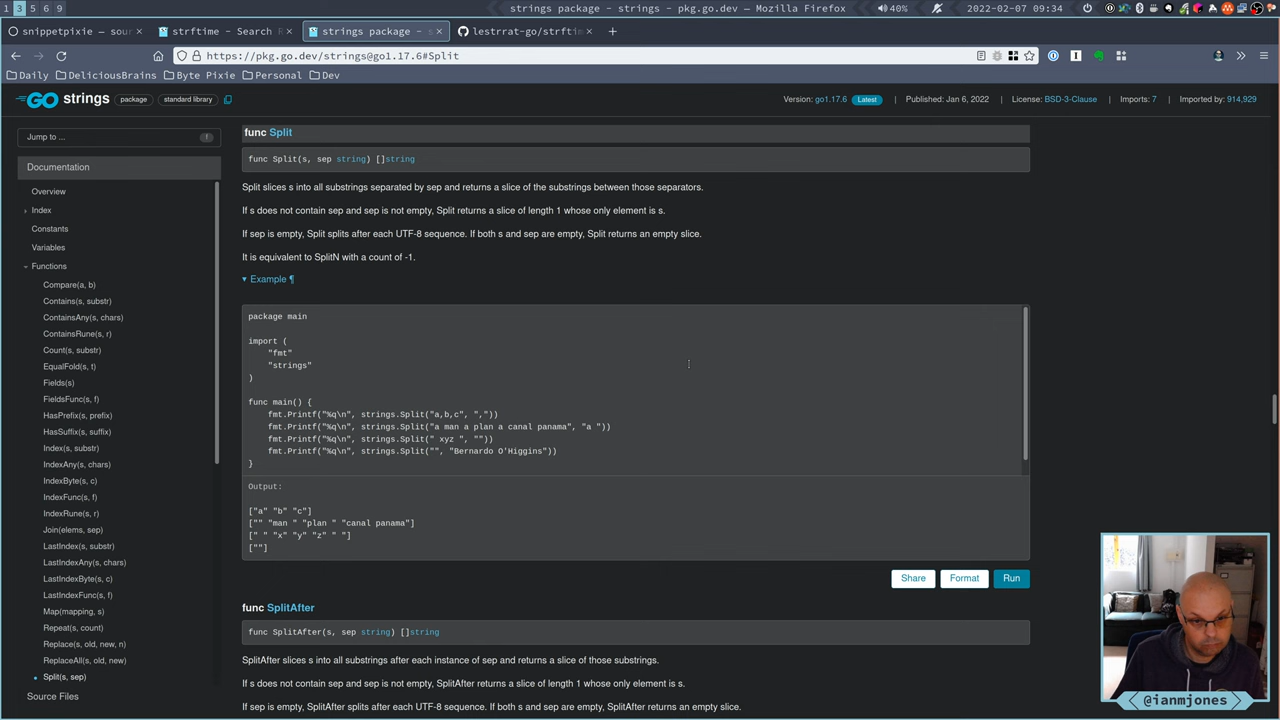 1 3 5 6 9
strings package - strings - pkg.go.dev — Mozilla Firefox
40%
2022-02-07 09:34
snippetpixie — sour
strftime - Search R
strings package - s
lestrrat-go/strftim
https://pkg.go.dev/strings@go1.17.6#Split
Daily
DeliciousBrains
Byte Pixie
Personal
Dev
GO strings
package
standard library
Version: go1.17.6 Latest
Published: Jan 6, 2022
License: BSD-3-Clause
Imports: 7
Imported by: 914,929
Jump to ...
f
Documentation
Overview
Index
Constants
Variables
Functions
Compare(a, b)
Contains(s, substr)
ContainsAny(s, chars)
ContainsRune(s, r)
Count(s, substr)
EqualFold(s, t)
Fields(s)
FieldsFunc(s, f)
HasPrefix(s, prefix)
HasSuffix(s, suffix)
Index(s, substr)
IndexAny(s, chars)
IndexByte(s, c)
IndexFunc(s, f)
IndexRune(s, r)
Join(elems, sep)
LastIndex(s, substr)
LastIndexAny(s, chars)
LastIndexByte(s, c)
LastIndexFunc(s, f)
Map(mapping, s)
Repeat(s, count)
Replace(s, old, new, n)
ReplaceAll(s, old, new)
Split(s, sep)
Source Files
func Split
func Split(s, sep string) []string
Split slices s into all substrings separated by sep and returns a slice of the substrings between those separators.
If s does not contain sep and sep is not empty, Split returns a slice of length 1 whose only element is s.
If sep is empty, Split splits after each UTF-8 sequence. If both s and sep are empty, Split returns an empty slice.
It is equivalent to SplitN with a count of -1.
▾ Example ¶
package main
import (
"fmt"
"strings"
)
func main() {
fmt.Printf("%q\n", strings.Split("a,b,c", ","))
fmt.Printf("%q\n", strings.Split("a man a plan a canal panama", "a "))
fmt.Printf("%q\n", strings.Split(" xyz ", ""))
fmt.Printf("%q\n", strings.Split("", "Bernardo O'Higgins"))
}
Output:
["a" "b" "c"]
["" "man " "plan " "canal panama"]
[" " "x" "y" "z" " "]
[""]
Share
Format
Run
func SplitAfter
func SplitAfter(s, sep string) []string
SplitAfter slices s into all substrings after each instance of sep and returns a slice of those substrings.
If s does not contain sep and sep is not empty, SplitAfter returns a slice of length 1 whose only element is s.
If sep is empty, SplitAfter splits after each UTF-8 sequence. If both s and sep are empty, SplitAfter returns an empty slice.
@ianmjones